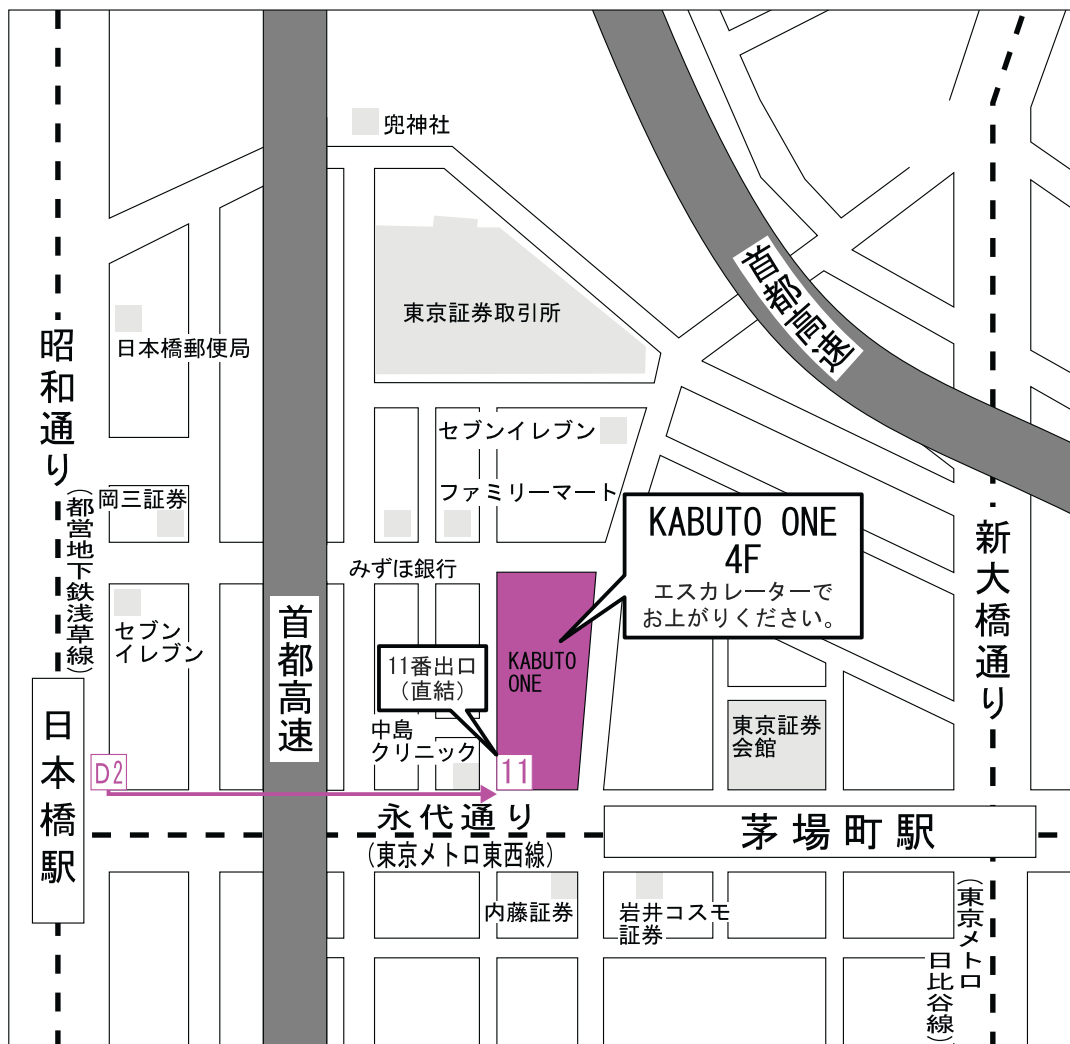 兜神社
東京証券取引所
首都高速
日本橋郵便局
昭和通り
(都営地下鉄浅草線)
セブンイレブン
岡三証券
ファミリーマート
KABUTO ONE
4F
エスカレーターで
お上がりください。
新大橋通り
みずほ銀行
首都高速
セブン
イレブン
11番出口
(直結)
KABUTO
ONE
中島
クリニック
東京証券
会館
日本橋駅
D2
11
永代通り
(東京メトロ東西線)
茅場町駅
内藤証券
岩井コスモ
証券
(東京メトロ
日比谷線)